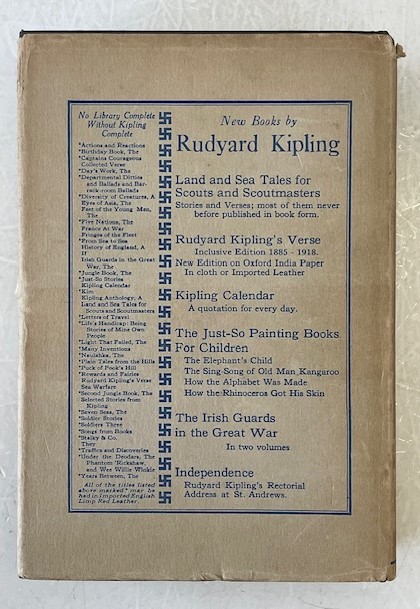 No Library Complete
Without Kipling
Complete
*Actions and Reactions
*Birthday Book, The
*Captains Courageous
Collected Verse
*Day's Work, The
*Departmental Ditties
and Ballads and Bar-
rack-room Ballads
*Diversity of Creatures, A
Eyes of Asia, The
Feet of the Young Men,
The
*Five Nations, The
France At War
Fringes of the Fleet
*From Sea to Sea
History of England, A
If
Irish Guards in the Great
War, The
*Jungle Book, The
*Just-So Stories
Kipling Calendar
*Kim
Kipling Anthology, A
Land and Sea Tales for
Scouts and Scoutmasters
*Letters of Travel
*Life's Handicap: Being
Stories of Mine Own
People
*Light That Failed, The
*Many Inventions
*Naulahka, The
*Plain Tales from the Hills
*Puck of Pook's Hill
*Rewards and Fairies
Rudyard Kipling's Verse
Sea Warfare
*Second Jungle Book, The
Selected Stories from
Kipling
*Seven Seas, The
*Soldier Stories
*Soldiers Three
*Songs from Books
*Stalky & Co.
They
*Traffics and Discoveries
*Under the Deodars, The
Phantom 'Rickshaw,
and Wee Willie Winkie
*Years Between, The
All of the titles listed
above marked * may be
had in Imported English
Limp Red Leather.
New Books by
Rudyard Kipling
Land and Sea Tales for
Scouts and Scoutmasters
Stories and Verses; most of them never
before published in book form.
Rudyard Kipling's Verse
Inclusive Edition 1885 - 1918.
New Edition on Oxford India Paper
In cloth or Imported Leather
Kipling Calendar
A quotation for every day.
The Just-So Painting Books
For Children
The Elephant's Child
The Sing-Song of Old Man Kangaroo
How the Alphabet Was Made
How the Rhinoceros Got His Skin
The Irish Guards
in the Great War
In two volumes
Independence
Rudyard Kipling's Rectorial
Address at St. Andrews.